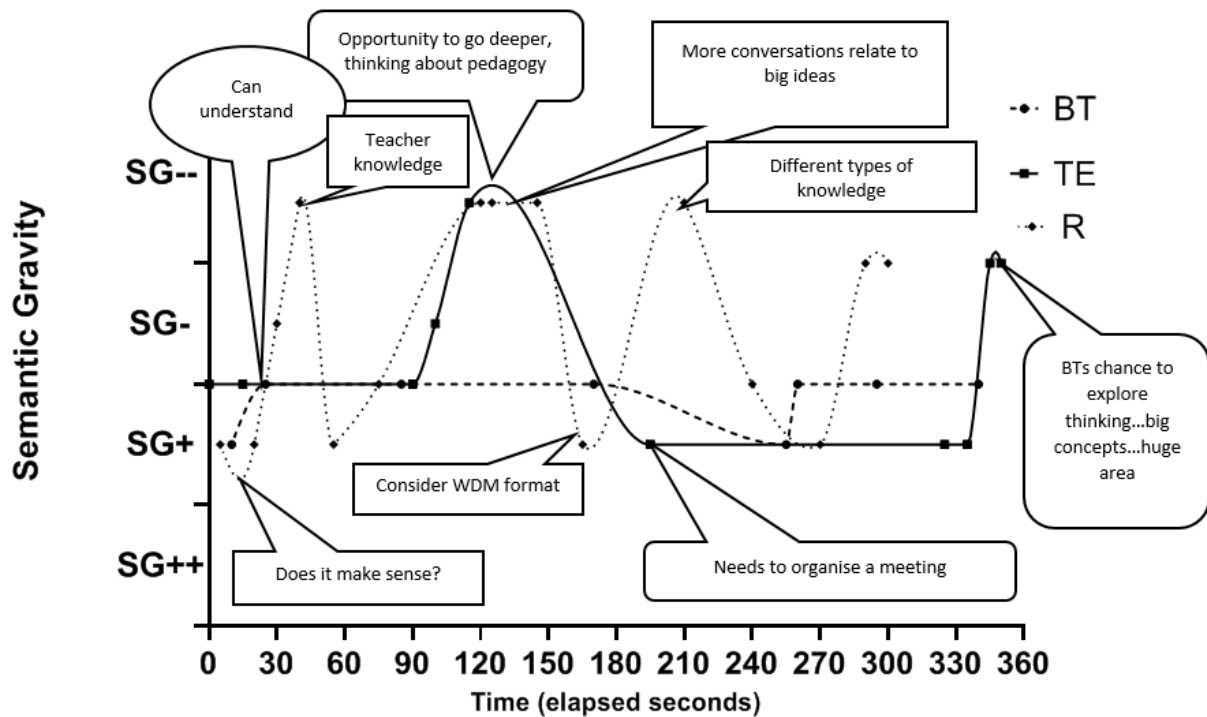 Opportunity to go deeper,
thinking about pedagogy
More conversations relate to
big ideas
Can
understand
Teacher
knowledge
Different types of
knowledge
BT
TE
R
Semantic Gravity
SG--
SG-
SG+
SG++
Consider WDM format
Does it make sense?
Needs to organise a meeting
BTs chance to
explore
thinking...big
concepts...huge
area
0 30 60 90 120 150 180 210 240 270 300 330 360
Time (elapsed seconds)